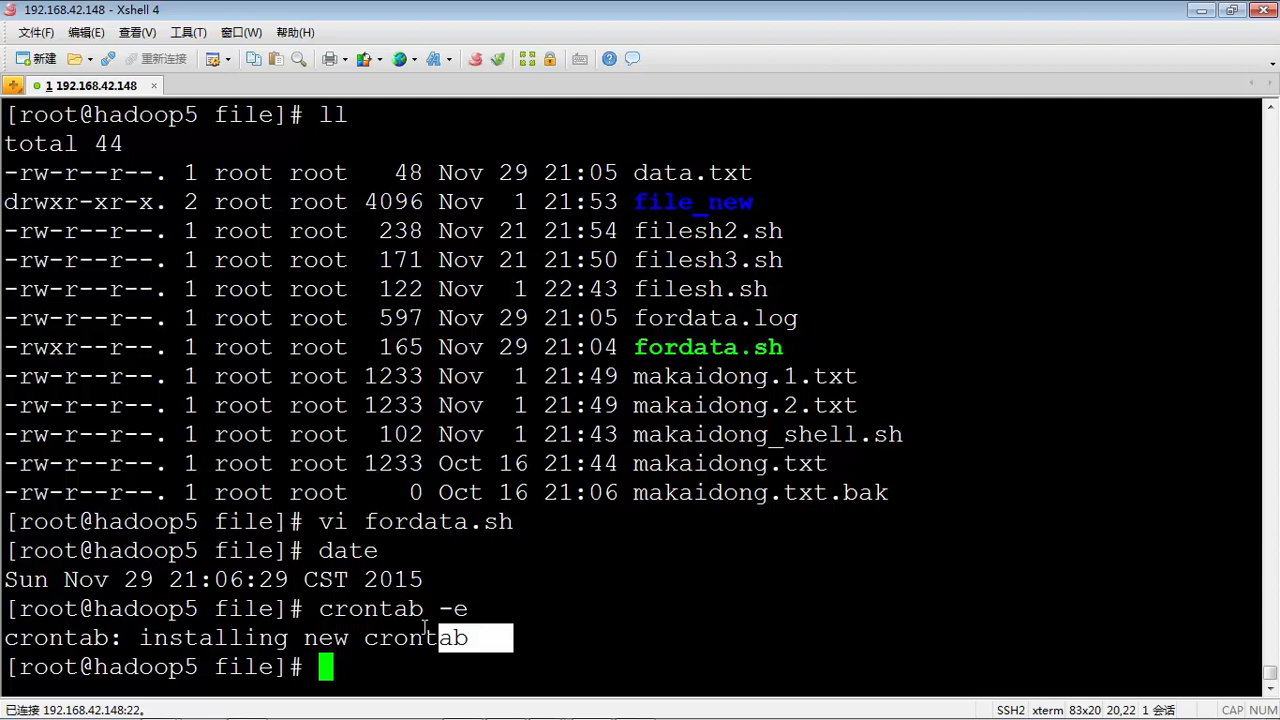 192.168.42.148 - Xshell 4
文件(F) 编辑(E) 查看(V) 工具(T) 窗口(W) 帮助(H)
新建 重新连接
1 192.168.42.148 ×
[root@hadoop5 file]# ll
total 44
-rw-r--r--. 1 root root   48 Nov 29 21:05 data.txt
drwxr-xr-x. 2 root root 4096 Nov  1 21:53 file_new
-rw-r--r--. 1 root root  238 Nov 21 21:54 filesh2.sh
-rw-r--r--. 1 root root  171 Nov 21 21:50 filesh3.sh
-rw-r--r--. 1 root root  122 Nov  1 22:43 filesh.sh
-rw-r--r--. 1 root root  597 Nov 29 21:05 fordata.log
-rwxr--r--. 1 root root  165 Nov 29 21:04 fordata.sh
-rw-r--r--. 1 root root 1233 Nov  1 21:49 makaidong.1.txt
-rw-r--r--. 1 root root 1233 Nov  1 21:49 makaidong.2.txt
-rw-r--r--. 1 root root  102 Nov  1 21:43 makaidong_shell.sh
-rw-r--r--. 1 root root 1233 Oct 16 21:44 makaidong.txt
-rw-r--r--. 1 root root    0 Oct 16 21:06 makaidong.txt.bak
[root@hadoop5 file]# vi fordata.sh
[root@hadoop5 file]# date
Sun Nov 29 21:06:29 CST 2015
[root@hadoop5 file]# crontab -e
crontab: installing new crontab
[root@hadoop5 file]#
已连接 192.168.42.148:22。 SSH2 xterm 83x20 20,22 1 会话 CAP NUM